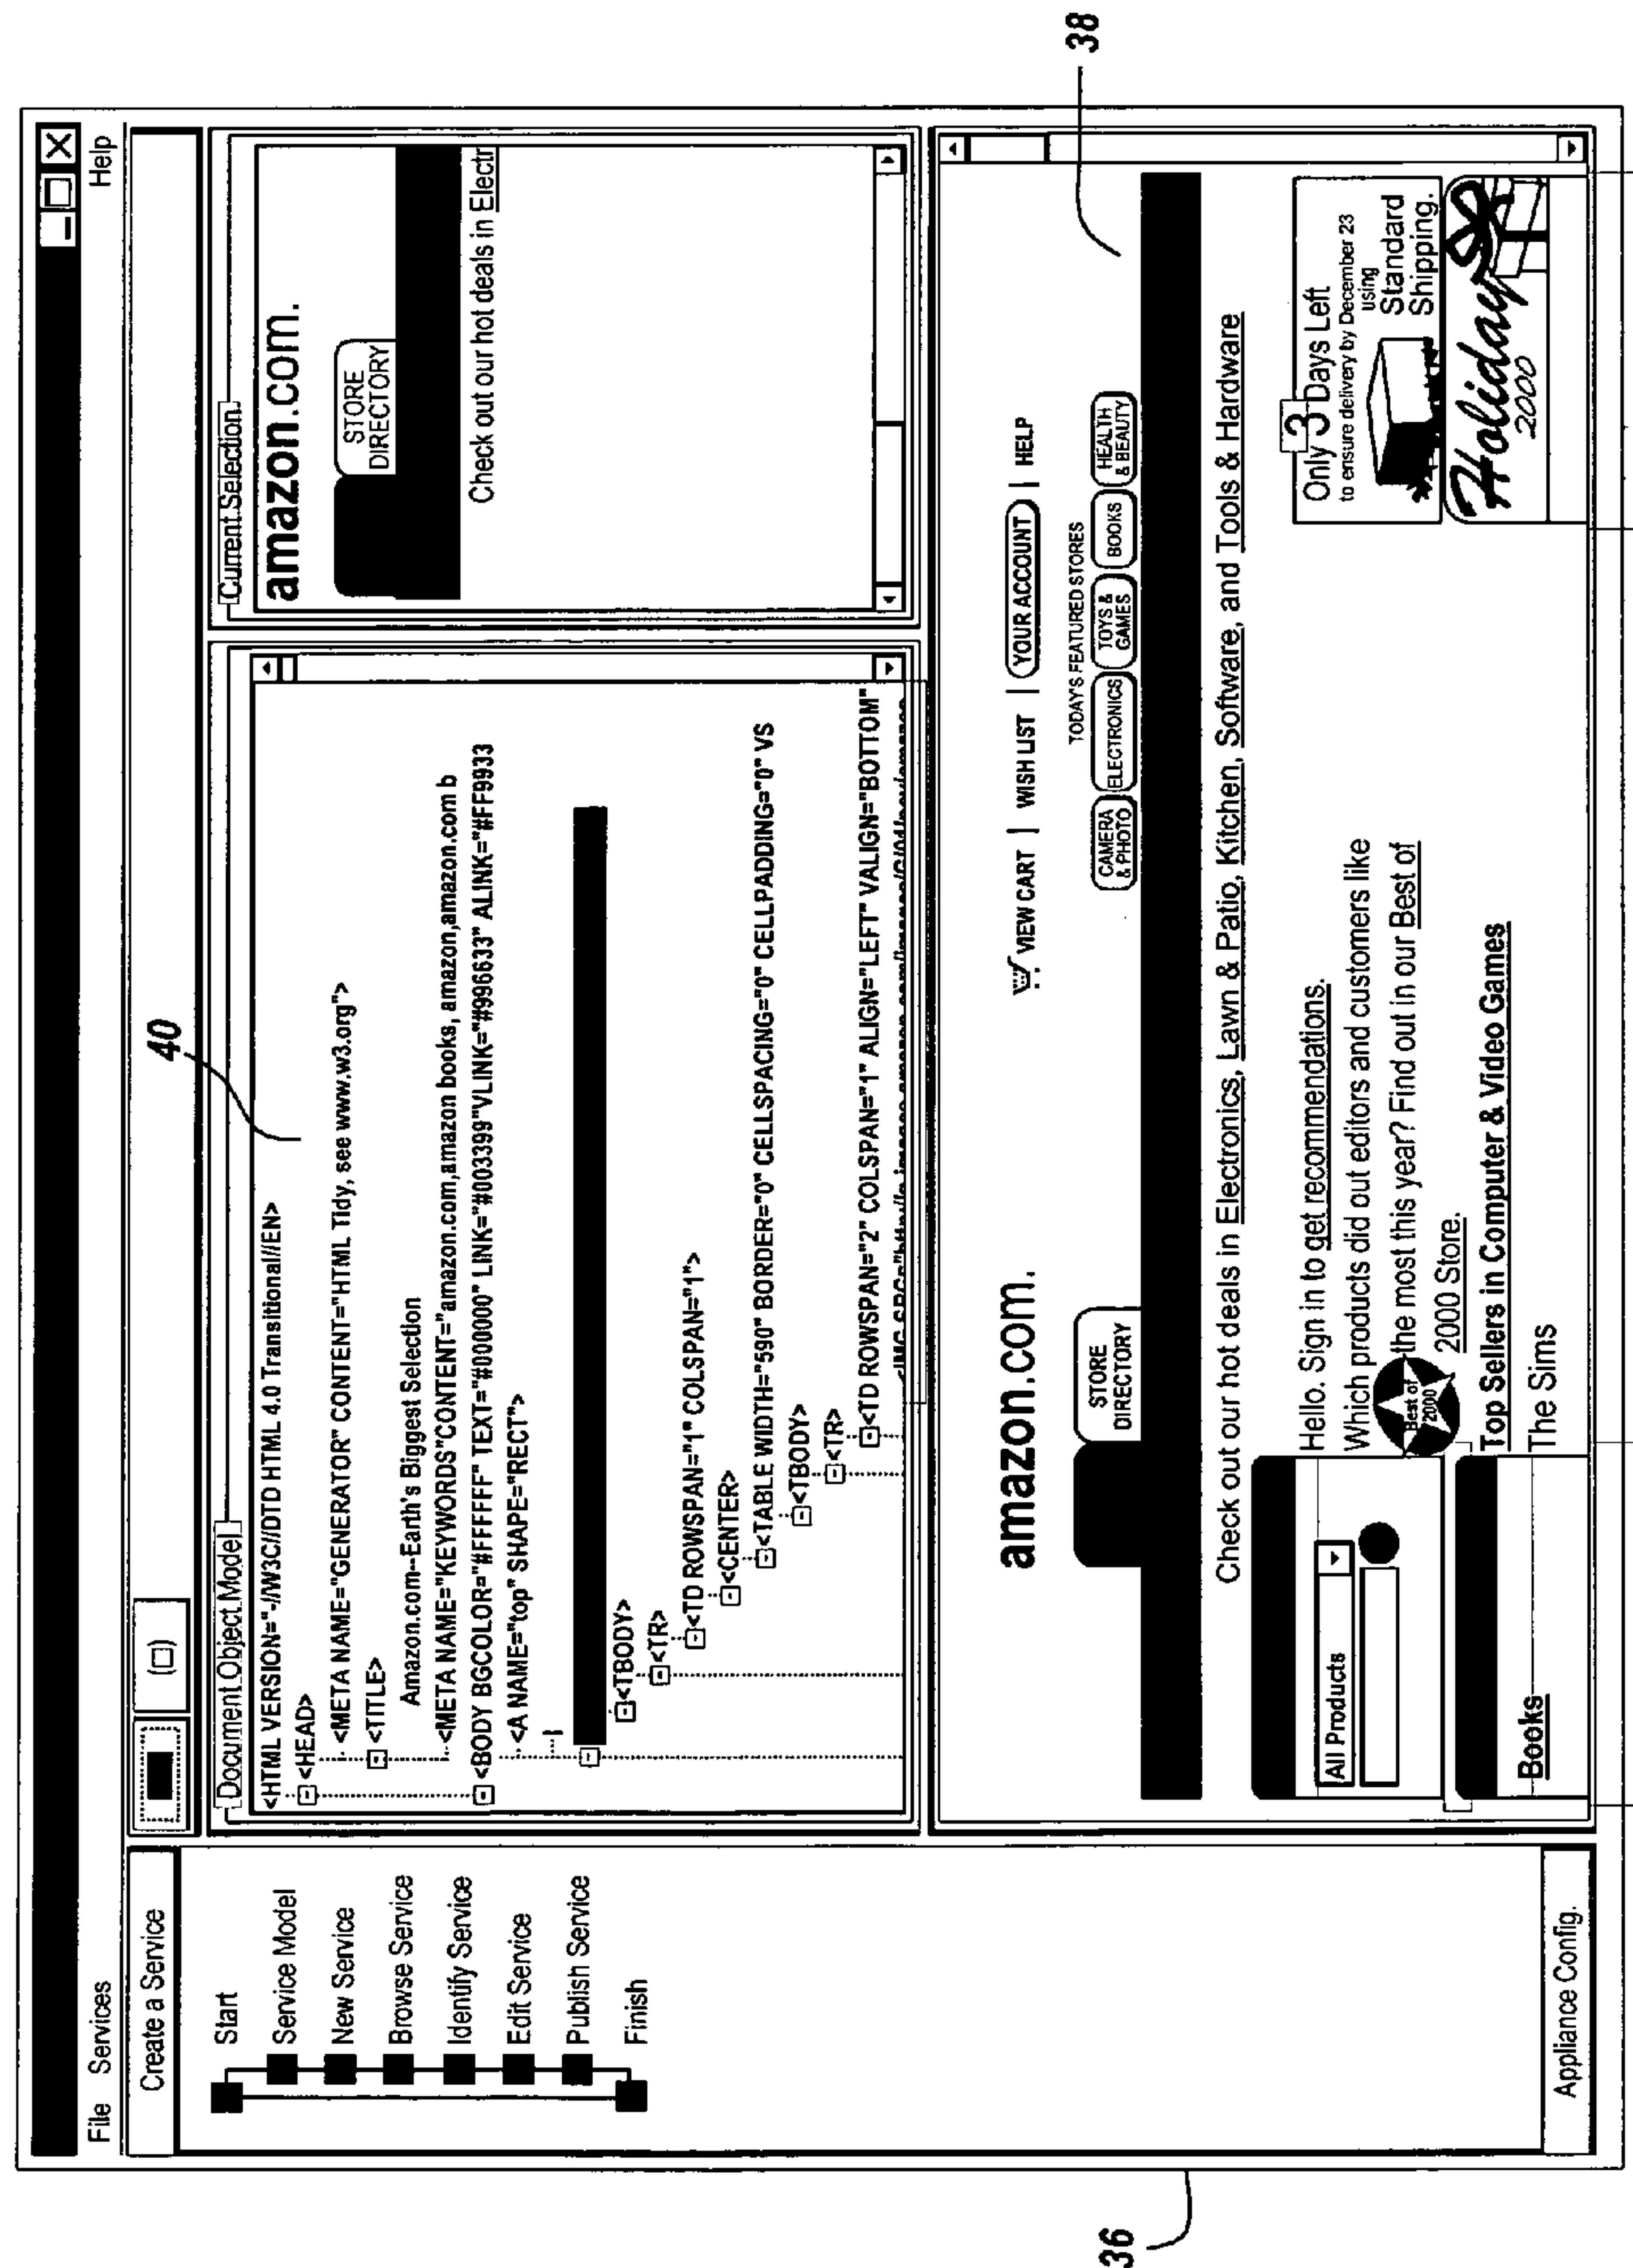 File Services Help
Create a Service
Start
Service Model
New Service
Browse Service
Identify Service
Edit Service
Publish Service
Finish
Appliance Config.
Document Object Model
<HTML VERSION="-//W3C//DTD HTML 4.0 Transitional//EN>
<HEAD>
<META NAME="GENERATOR" CONTENT="HTML Tidy, see www.w3.org">
<TITLE>
Amazon.com--Earth's Biggest Selection
<META NAME="KEYWORDS"CONTENT="amazon.com,amazon books, amazon,amazon.com b
<BODY BGCOLOR="#FFFFFF" TEXT="#000000" LINK="#003399"VLINK="#996633" ALINK="#FF9933
<A NAME="top" SHAPE="RECT">
<TBODY>
<TR>
<TD ROWSPAN="1" COLSPAN="1">
<CENTER>
<TABLE WIDTH="590" BORDER="0" CELLSPACING="0" CELLPADDING="0" VS
<TBODY>
<TR>
<TD ROWSPAN="2" COLSPAN="1" ALIGN="LEFT" VALIGN="BOTTOM"
40
Current Selection
amazon.com.
STORE
DIRECTORY
Check out our hot deals in Electr
amazon.com.
VIEW CART | WISH LIST | YOUR ACCOUNT | HELP
STORE
DIRECTORY
TODAY'S FEATURED STORES
CAMERA
& PHOTO
ELECTRONICS
TOYS &
GAMES
BOOKS
HEALTH
& BEAUTY
Check out our hot deals in Electronics, Lawn & Patio, Kitchen, Software, and Tools & Hardware
All Products
Books
Hello. Sign in to get recommendations.
Which products did out editors and customers like
the most this year? Find out in our Best of
2000 Store.
Best of
2000
Top Sellers in Computer & Video Games
The Sims
Only 3 Days Left
to ensure delivery by December 23
using
Standard
Shipping.
Holiday
2000
38
36